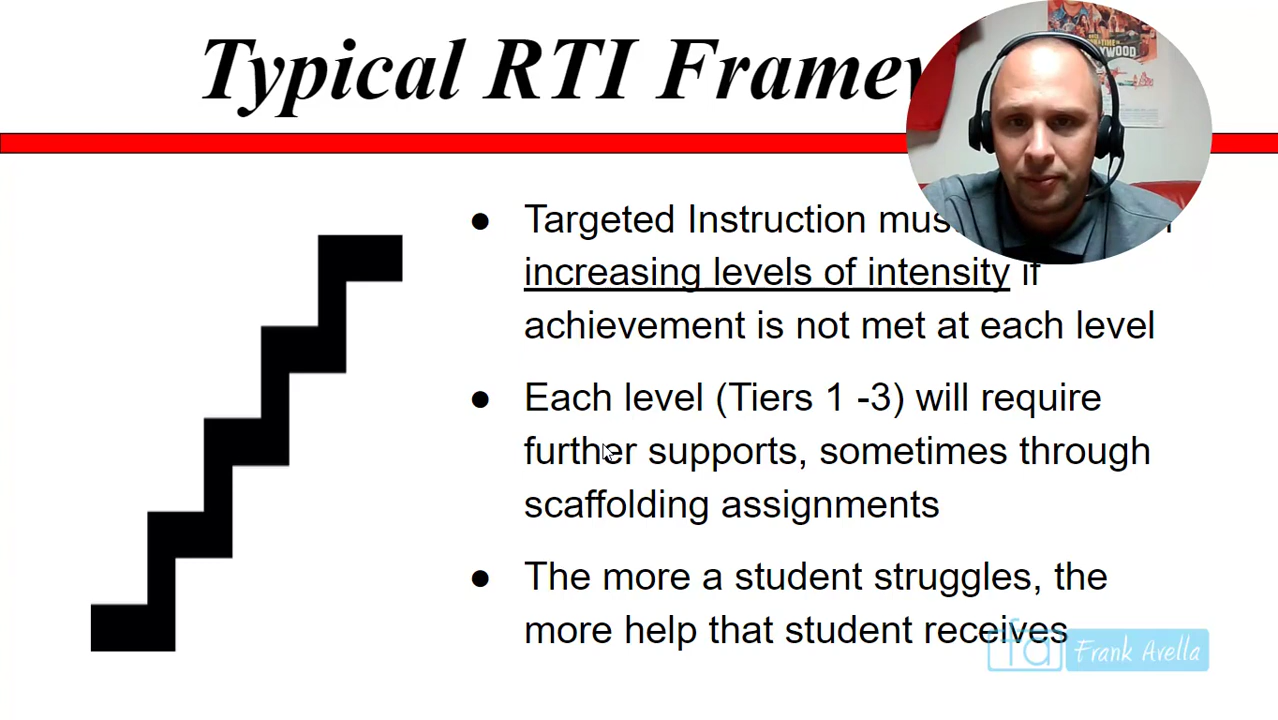 Typical RTI
Targeted Instruction
increasing levels of intensity if
achievement is not met at each level
Each level (Tiers 1 -3) will require
further supports, sometimes through
scaffolding assignments
The more a student struggles, the
more help that student receives
fa Frank Avella